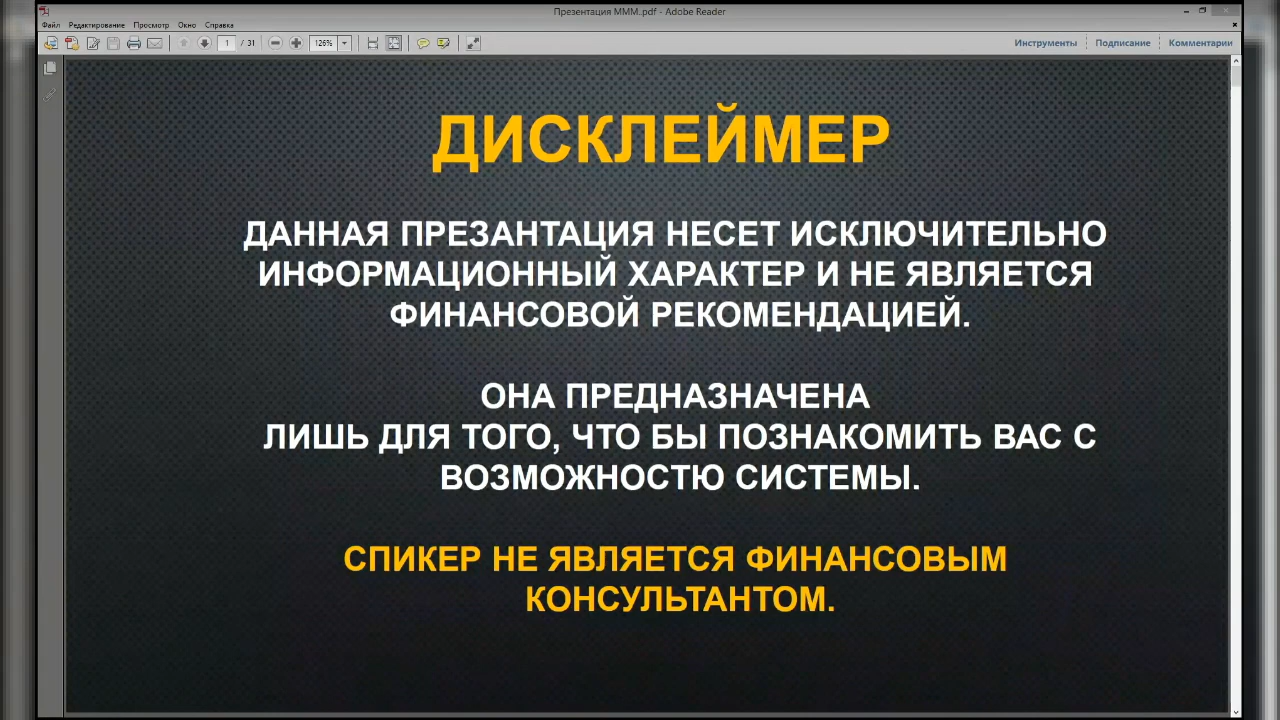 Презентация МММ.pdf - Adobe Reader
Файл Редактирование Просмотр Окно Справка
1 / 31 126% Инструменты Подписание Комментарии
ДИСКЛЕЙМЕР
ДАННАЯ ПРЕЗАНТАЦИЯ НЕСЕТ ИСКЛЮЧИТЕЛЬНО
ИНФОРМАЦИОННЫЙ ХАРАКТЕР И НЕ ЯВЛЯЕТСЯ
ФИНАНСОВОЙ РЕКОМЕНДАЦИЕЙ.
ОНА ПРЕДНАЗНАЧЕНА
ЛИШЬ ДЛЯ ТОГО, ЧТО БЫ ПОЗНАКОМИТЬ ВАС С
ВОЗМОЖНОСТЮ СИСТЕМЫ.
СПИКЕР НЕ ЯВЛЯЕТСЯ ФИНАНСОВЫМ
КОНСУЛЬТАНТОМ.